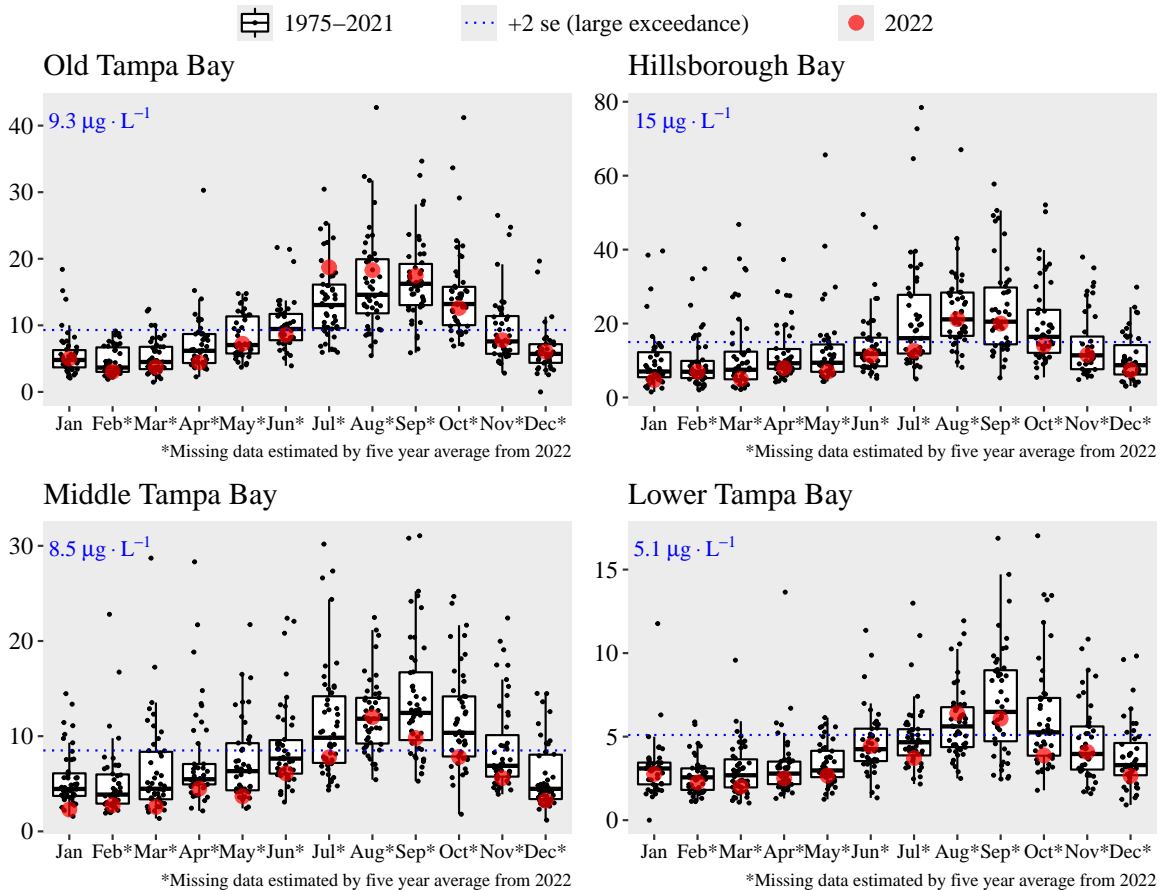 1975–2021 +2 se (large exceedance) 2022
Old Tampa Bay
9.3 μg · L⁻¹
40
30
20
10
0
Jan Feb* Mar* Apr* May* Jun* Jul* Aug* Sep* Oct* Nov* Dec*
*Missing data estimated by five year average from 2022
Hillsborough Bay
15 μg · L⁻¹
80
60
40
20
0
Jan Feb* Mar* Apr* May* Jun* Jul* Aug* Sep* Oct* Nov* Dec*
*Missing data estimated by five year average from 2022
Middle Tampa Bay
8.5 μg · L⁻¹
30
20
10
0
Jan Feb* Mar* Apr* May* Jun* Jul* Aug* Sep* Oct* Nov* Dec*
*Missing data estimated by five year average from 2022
Lower Tampa Bay
5.1 μg · L⁻¹
15
10
5
0
Jan Feb* Mar* Apr* May* Jun* Jul* Aug* Sep* Oct* Nov* Dec*
*Missing data estimated by five year average from 2022